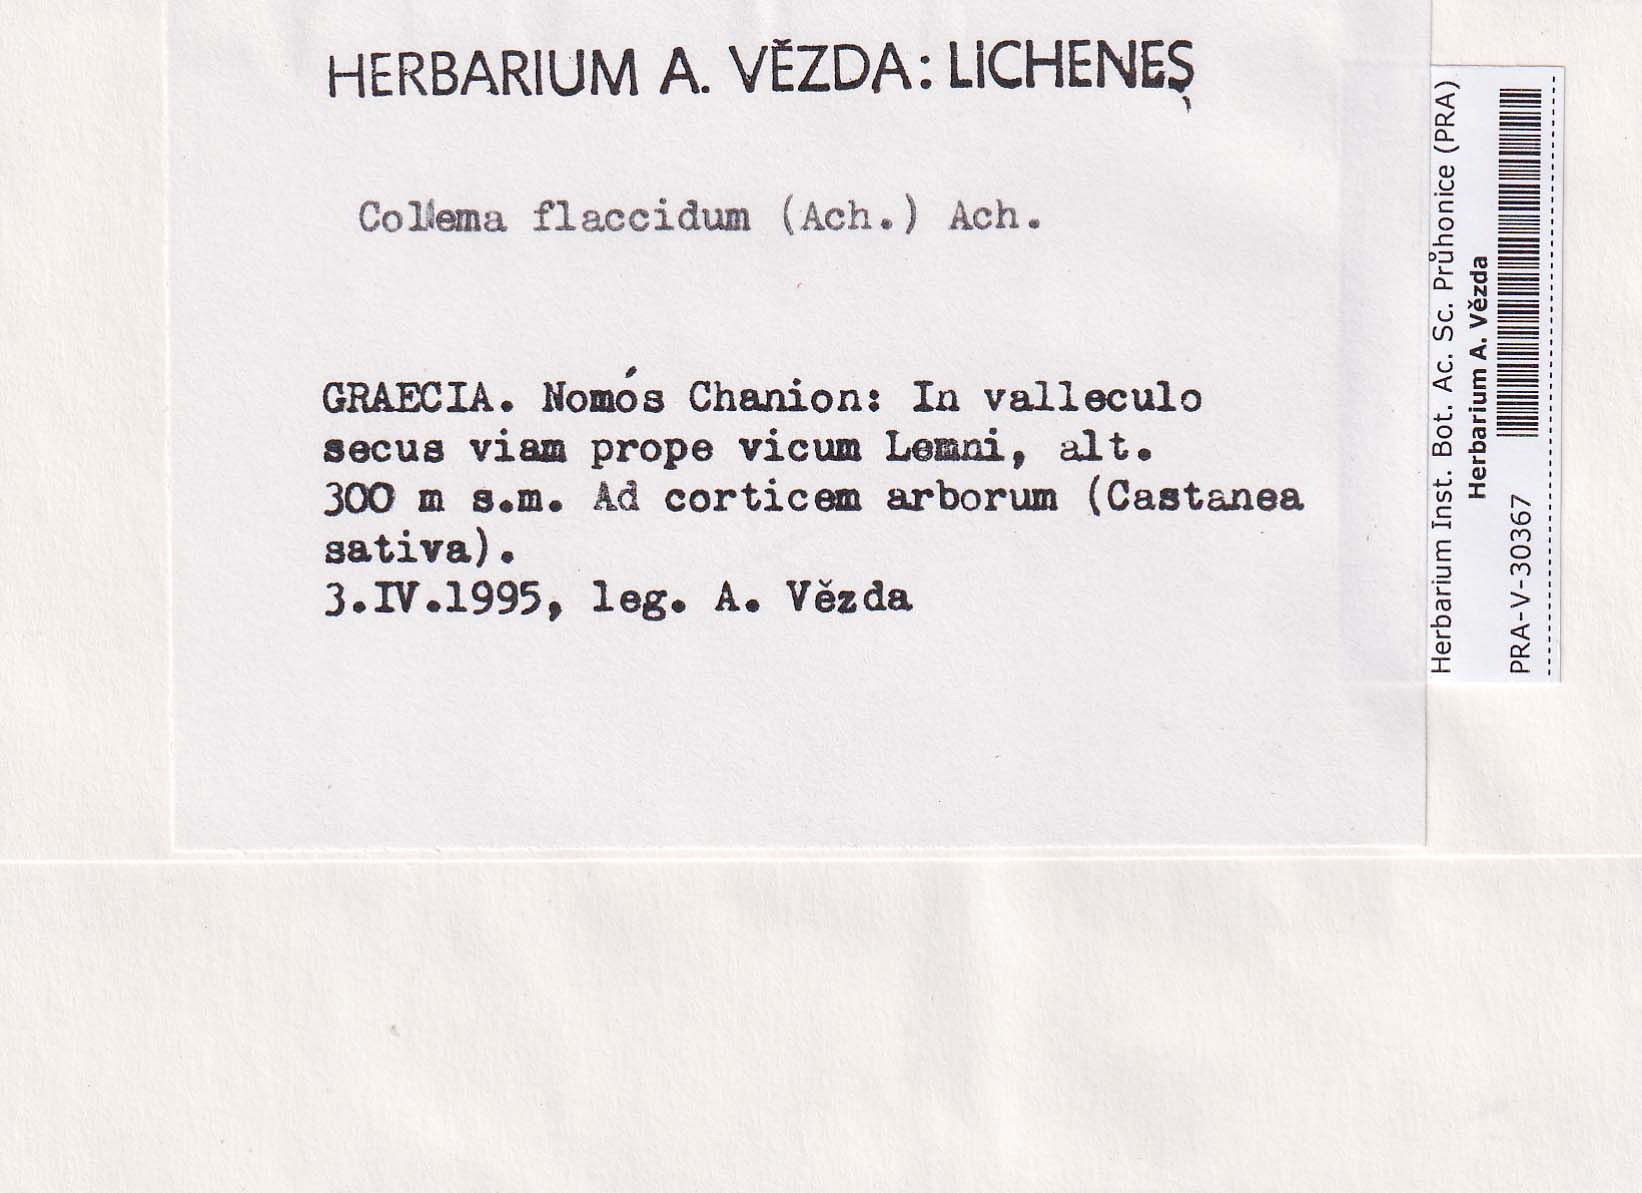 HERBARIUM A. VĚZDA: LICHENES
Collema flaccidum (Ach.) Ach.
GRAECIA. Nomós Chanion: In valleculo
secus viam prope vicum Lemni, alt.
300 m s.m. Ad corticem arborum (Castanea
sativa).
3.IV.1995, leg. A. Vězda
Herbarium Inst. Bot. Ac. Sc. Průhonice (PRA)
Herbarium A. Vězda
PRA-V-30367